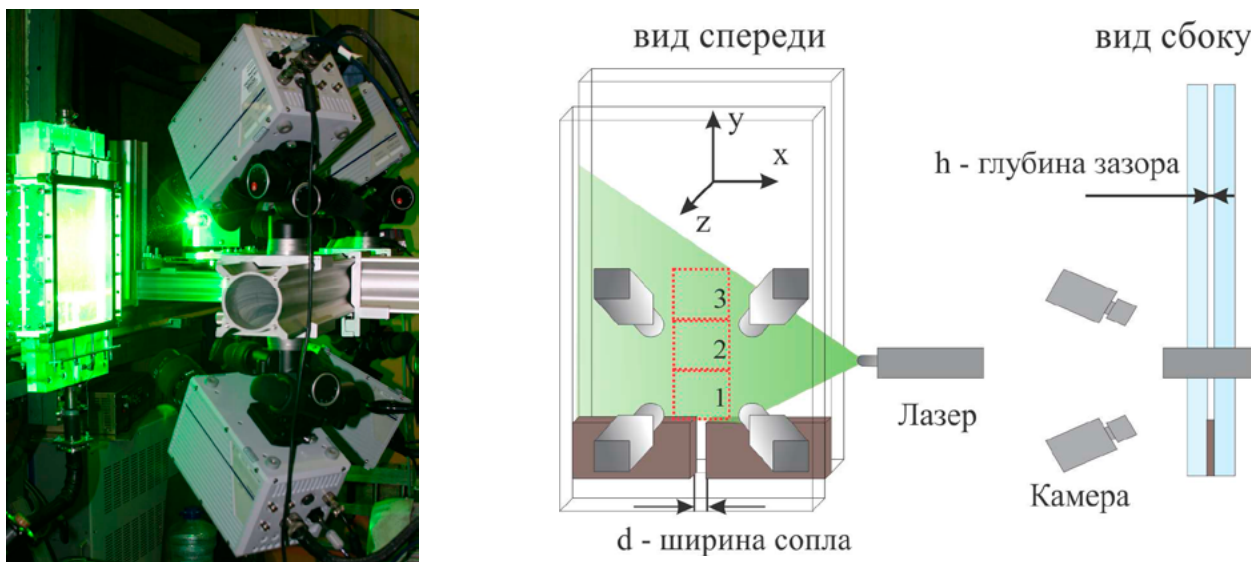 вид спереди
вид сбоку
y
x
z
h - глубина зазора
3
2
1
Лазер
Камера
d - ширина сопла